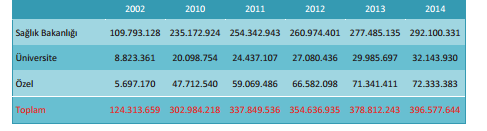 2002 2010 2011 2012 2013 2014
Sağlık Bakanlığı 109.793.128 235.172.924 254.342.943 260.974.401 277.485.135 292.100.331
Üniversite 8.823.361 20.098.754 24.437.107 27.080.436 29.985.697 32.143.930
Özel 5.697.170 47.712.540 59.069.486 66.582.098 71.341.411 72.333.383
Toplam 124.313.659 302.984.218 337.849.536 354.636.935 378.812.243 396.577.644